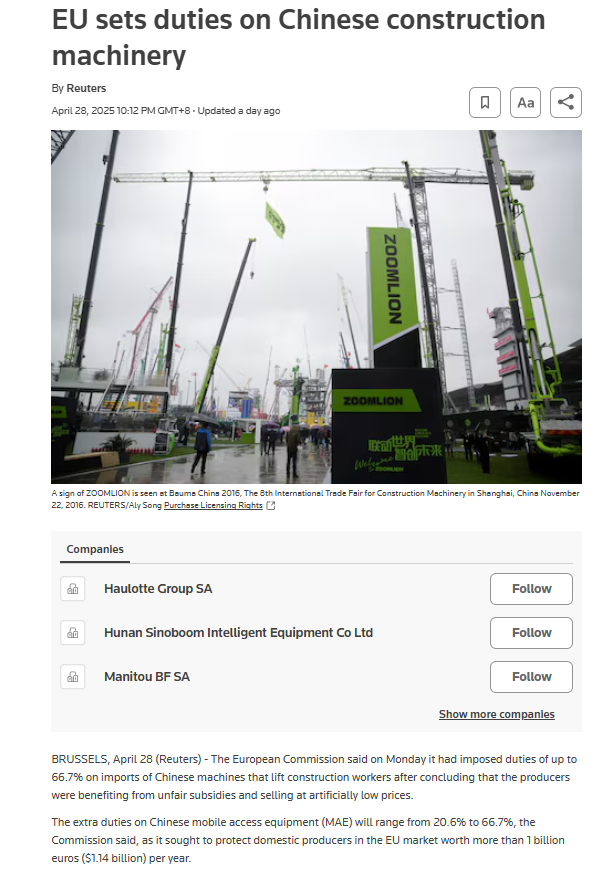 EU sets duties on Chinese construction
machinery
By Reuters
April 28, 2025 10:12 PM GMT+8 · Updated a day ago
Aa
ZOOMLION
ZOOMLION
联动世界
智创未来
Welcome
to ZOOMLION
A sign of ZOOMLION is seen at Bauma China 2016, The 8th International Trade Fair for Construction Machinery in Shanghai, China November
22, 2016. REUTERS/Aly Song Purchase Licensing Rights
Companies
Haulotte Group SA
Follow
Hunan Sinoboom Intelligent Equipment Co Ltd
Follow
Manitou BF SA
Follow
Show more companies
BRUSSELS, April 28 (Reuters) - The European Commission said on Monday it had imposed duties of up to
66.7% on imports of Chinese machines that lift construction workers after concluding that the producers
were benefiting from unfair subsidies and selling at artificially low prices.
The extra duties on Chinese mobile access equipment (MAE) will range from 20.6% to 66.7%, the
Commission said, as it sought to protect domestic producers in the EU market worth more than 1 billion
euros ($1.14 billion) per year.